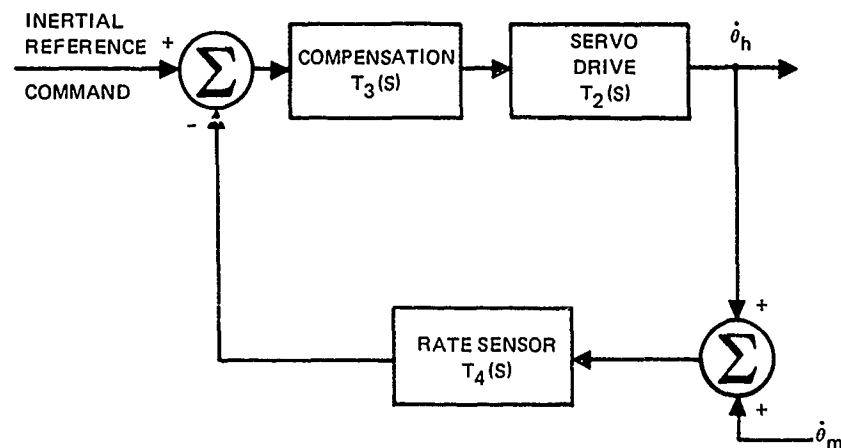 INERTIAL
REFERENCE
COMMAND
+
-
Σ
COMPENSATION
T₃(S)
SERVO
DRIVE
T₂(S)
θ̇h
RATE SENSOR
T₄(S)
+
Σ
+
θ̇m